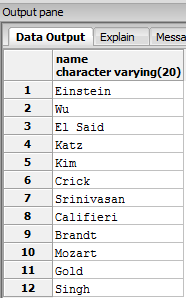 Output pane
Data Output Explain Messa
name
character varying(20)
1 Einstein
2 Wu
3 El Said
4 Katz
5 Kim
6 Crick
7 Srinivasan
8 Califieri
9 Brandt
10 Mozart
11 Gold
12 Singh